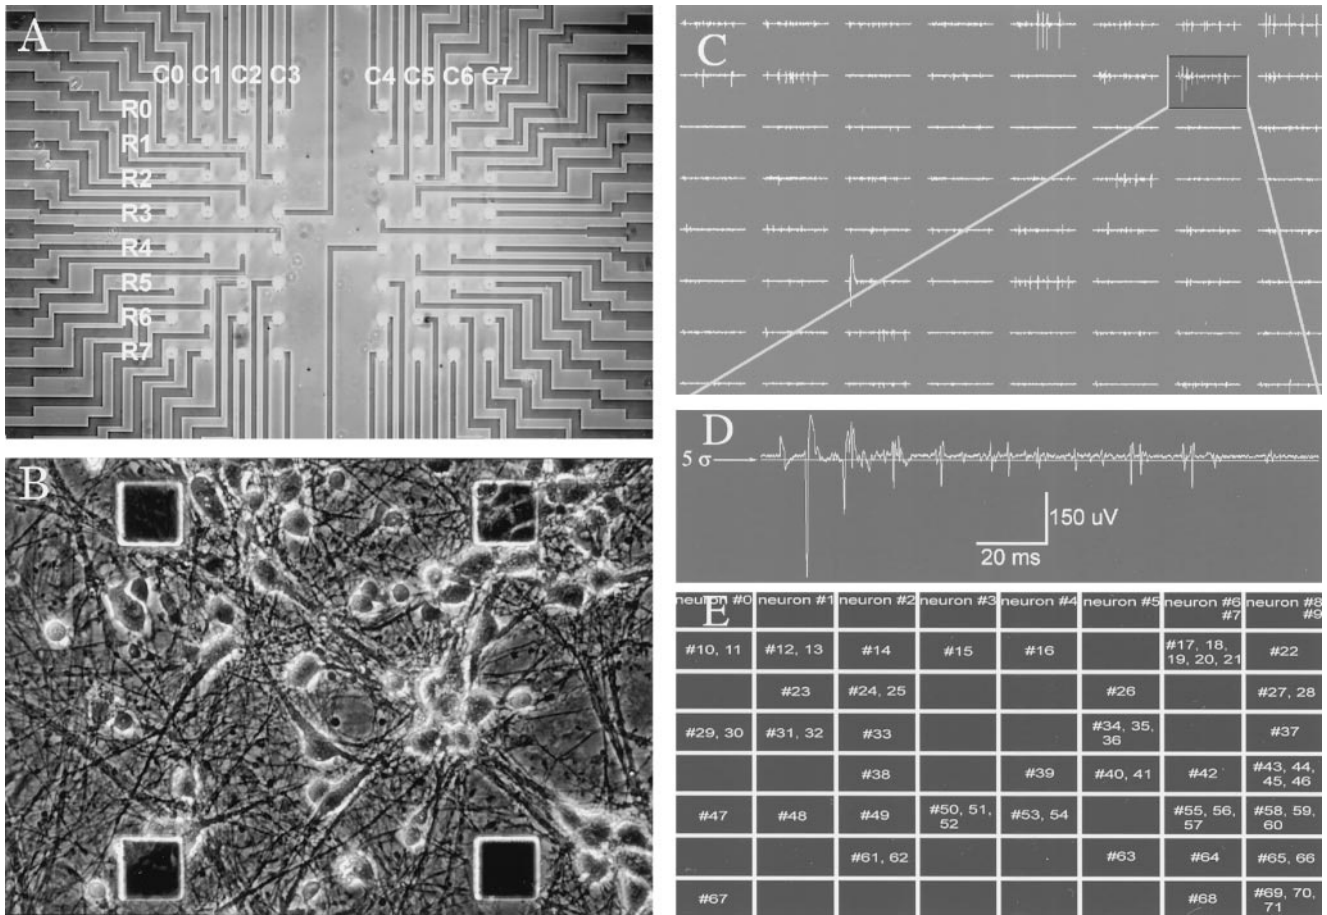 A
C0 C1 C2 C3 C4 C5 C6 C7
R0
R1
R2
R3
R4
R5
R6
R7
B
C
D
5 σ
150 uV
20 ms
E
neuron #0 neuron #1 neuron #2 neuron #3 neuron #4 neuron #5 neuron #6 neuron #8
#7 #9
#10, 11 #12, 13 #14 #15 #16 #17, 18, #22
19, 20, 21
#23 #24, 25 #26 #27, 28
#29, 30 #31, 32 #33 #34, 35, #37
36
#38 #39 #40, 41 #42 #43, 44,
45, 46
#47 #48 #49 #50, 51, #53, 54 #55, 56, #58, 59,
52 57 60
#61, 62 #63 #64 #65, 66
#67 #68 #69, 70,
71